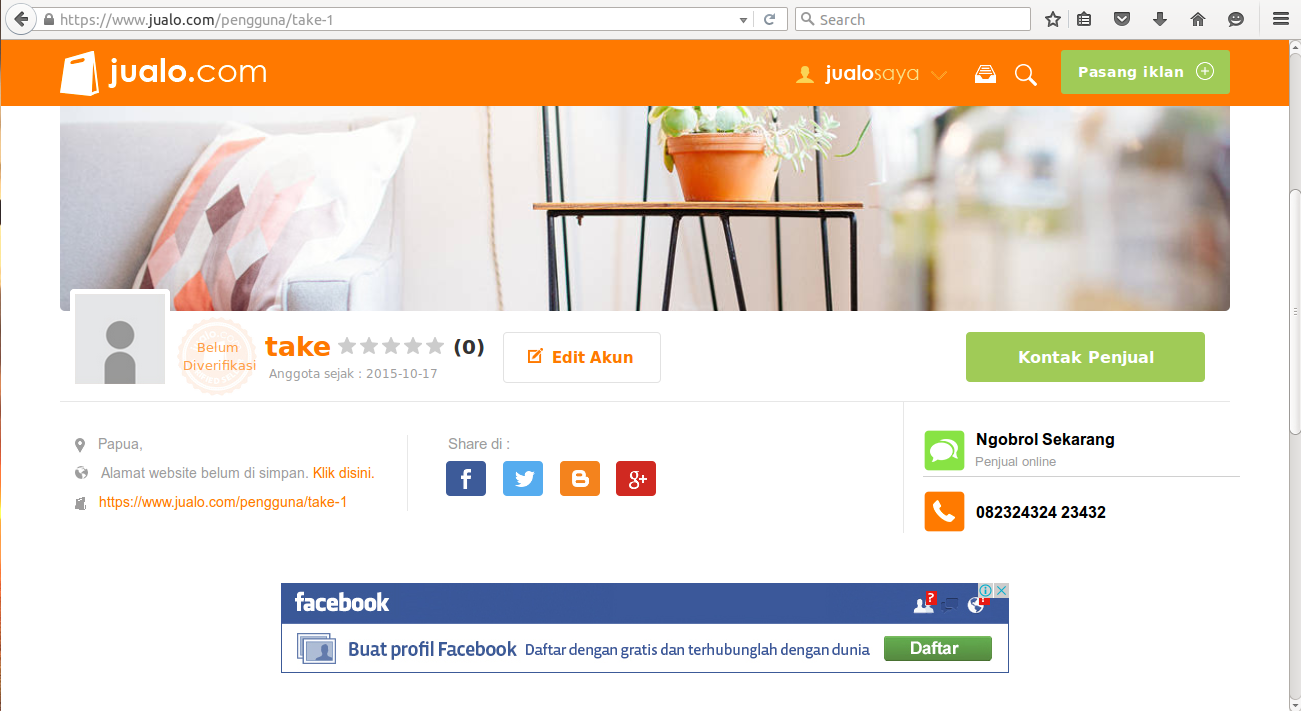 https://www.jualo.com/pengguna/take-1
Search
jualo.com
jualosaya
Pasang iklan
Belum
Diverifikasi
take
(0)
Anggota sejak : 2015-10-17
Edit Akun
Kontak Penjual
Papua,
Alamat website belum di simpan. Klik disini.
https://www.jualo.com/pengguna/take-1
Share di :
Ngobrol Sekarang
Penjual online
082324324 23432
facebook
Buat profil Facebook
Daftar dengan gratis dan terhubunglah dengan dunia
Daftar